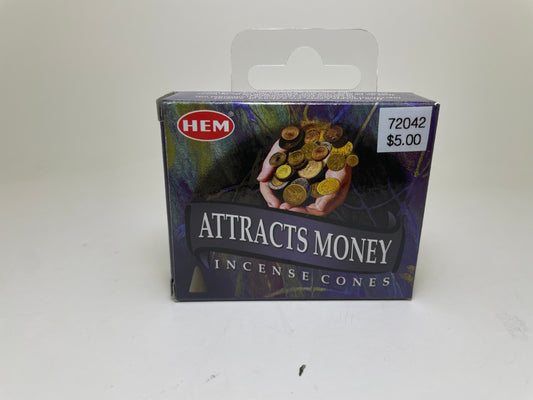 HEM
72042
$5.00
ATTRACTS MONEY
INCENSE CONES